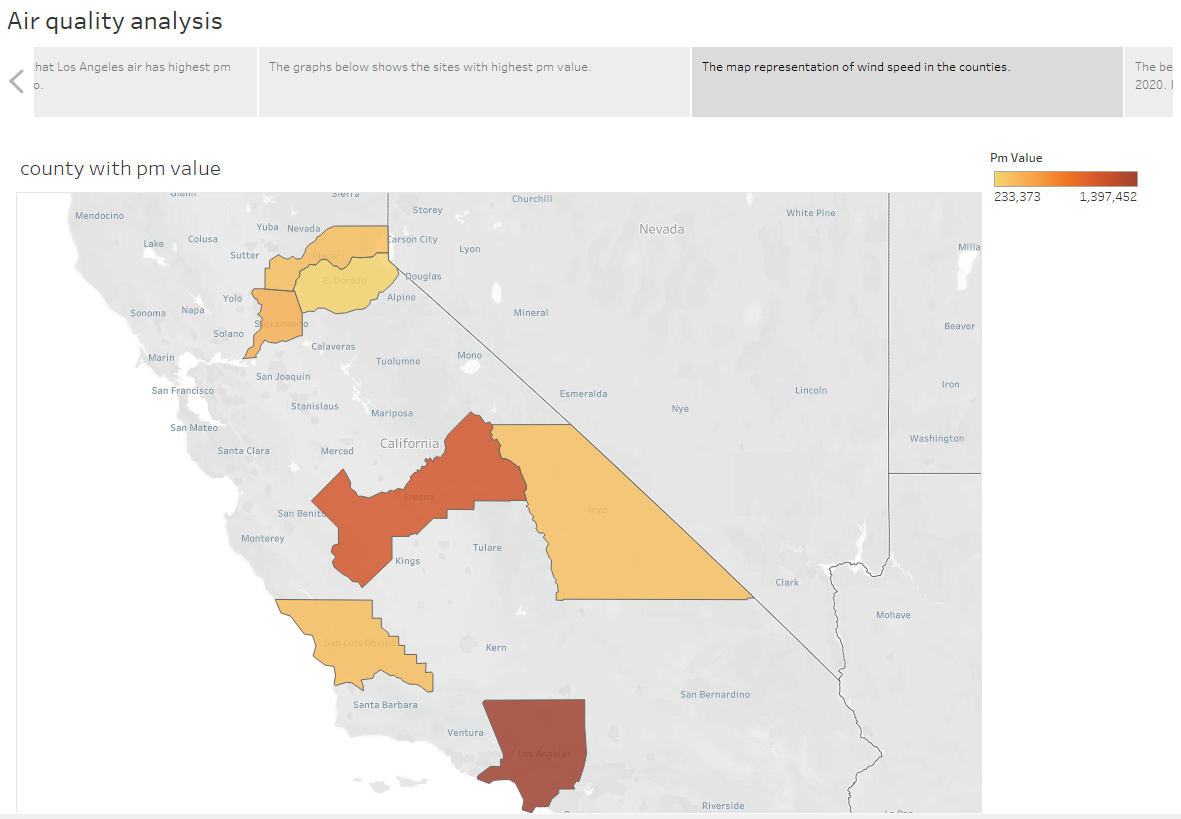 Air quality analysis
that Los Angeles air has highest pm
o.
The graphs below shows the sites with highest pm value.
The map representation of wind speed in the counties.
The be
2020. I
county with pm value
Pm Value
233,373
1,397,452
Glenn
Sierra
Churchill
Mendocino
Storey
White Pine
Yuba
Nevada
Nevada
Lake
Colusa
Carson City
Lyon
Milla
Sutter
Placer
Douglas
El Dorado
Yolo
Alpine
Sonoma
Napa
Mineral
Sacramento
Beaver
Solano
Calaveras
Marin
Tuolumne
Mono
San Joaquin
Iron
San Francisco
Esmeralda
Lincoln
Stanislaus
Mariposa
Nye
San Mateo
California
Washington
Santa Clara
Merced
Fresno
San Benito
Inyo
Monterey
Tulare
Kings
Clark
Mohave
San Luis Obispo
Kern
San Bernardino
Santa Barbara
Ventura
Los Angeles
Riverside
La Paz